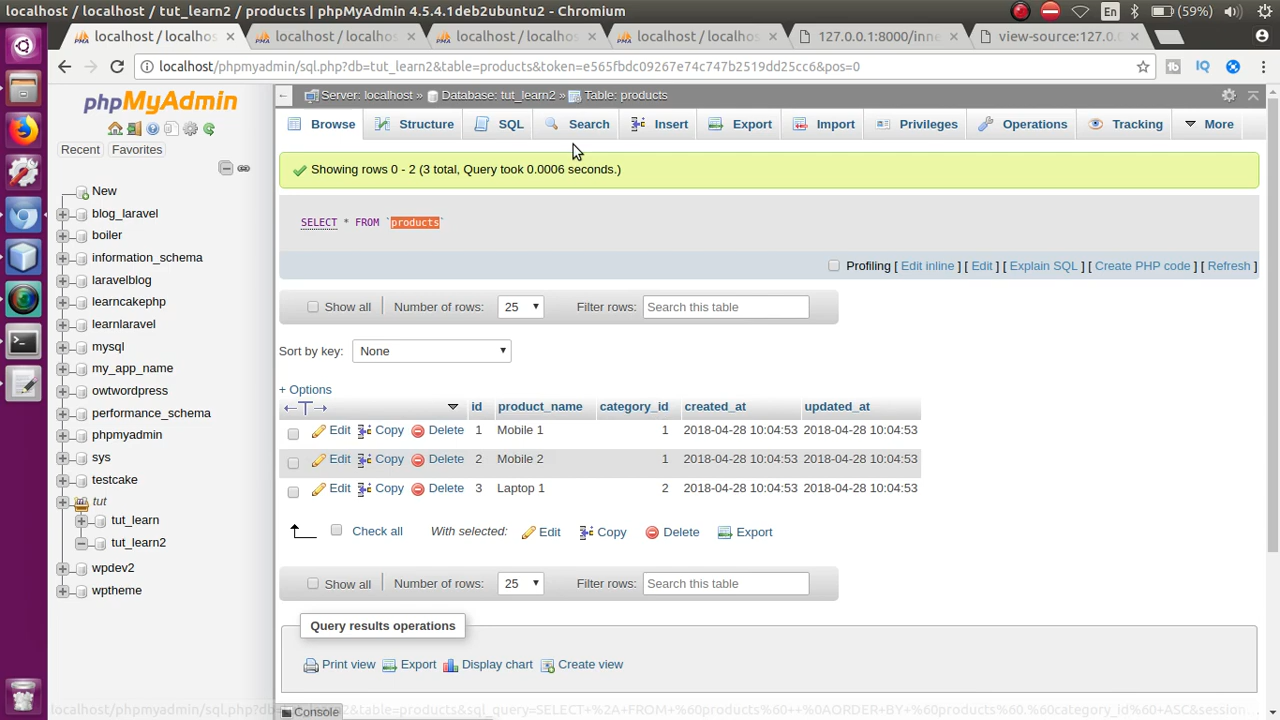 localhost / localhost / tut_learn2 / products | phpMyAdmin 4.5.4.1deb2ubuntu2 - Chromium
En
(59%)
localhost / localhos
localhost / localhos
localhost / localhos
localhost / localhos
127.0.0.1:8000/inne
view-source:127.0.
localhost/phpmyadmin/sql.php?db=tut_learn2&table=products&token=e565fbdc09267e74c747b2519dd25cc6&pos=0
IQ
phpMyAdmin
Recent
Favorites
New
blog_laravel
boiler
information_schema
laravelblog
learncakephp
learnlaravel
mysql
my_app_name
owtwordpress
performance_schema
phpmyadmin
sys
testcake
tut
tut_learn
tut_learn2
wpdev2
wptheme
Server: localhost » Database: tut_learn2 » Table: products
Browse Structure SQL Search Insert Export Import Privileges Operations Tracking More
Showing rows 0 - 2 (3 total, Query took 0.0006 seconds.)
SELECT * FROM `products`
Profiling [ Edit inline ] [ Edit ] [ Explain SQL ] [ Create PHP code ] [ Refresh ]
Show all | Number of rows: 25 Filter rows: Search this table
Sort by key: None
+ Options
←T→ id product_name category_id created_at updated_at
Edit Copy Delete 1 Mobile 1 1 2018-04-28 10:04:53 2018-04-28 10:04:53
Edit Copy Delete 2 Mobile 2 1 2018-04-28 10:04:53 2018-04-28 10:04:53
Edit Copy Delete 3 Laptop 1 2 2018-04-28 10:04:53 2018-04-28 10:04:53
Check all With selected: Edit Copy Delete Export
Show all | Number of rows: 25 Filter rows: Search this table
Query results operations
Print view Export Display chart Create view
Console